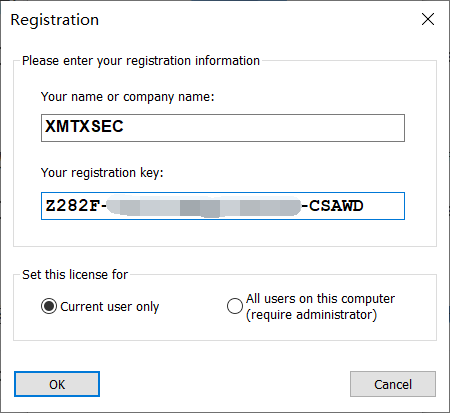 Registration
Please enter your registration information
Your name or company name:
XMTXSEC
Your registration key:
Z282F- -CSAWD
Set this license for
Current user only
All users on this computer
(require administrator)
OK
Cancel